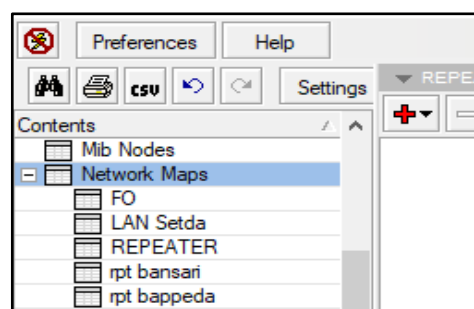 Preferences Help
csv Settings
REPE
Contents
Mib Nodes
Network Maps
FO
LAN Setda
REPEATER
rpt bansari
rpt bappeda